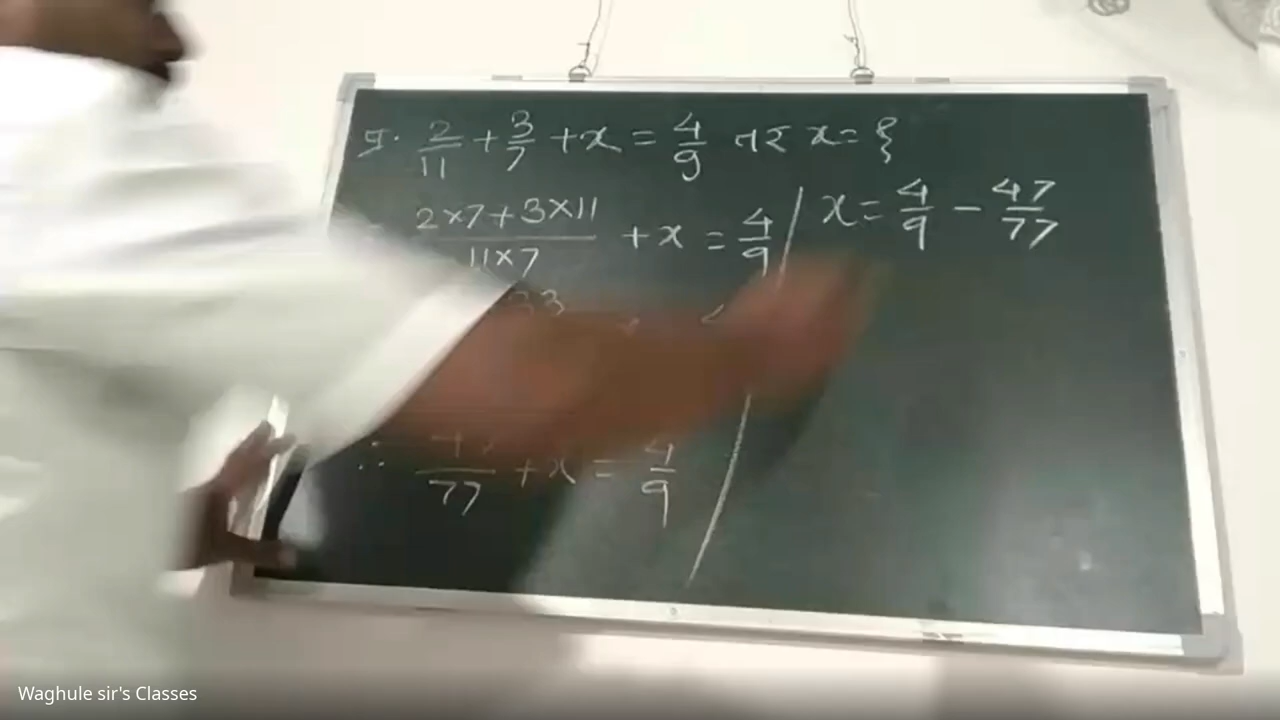 प्र. 2/11 + 3/7 + x = 4/9 तर x = ?
2×7+3×11 / 11×7 + x = 4/9
33
∴ 77 + x = 4/9
x = 4/9 − 47/77
Waghule sir's Classes